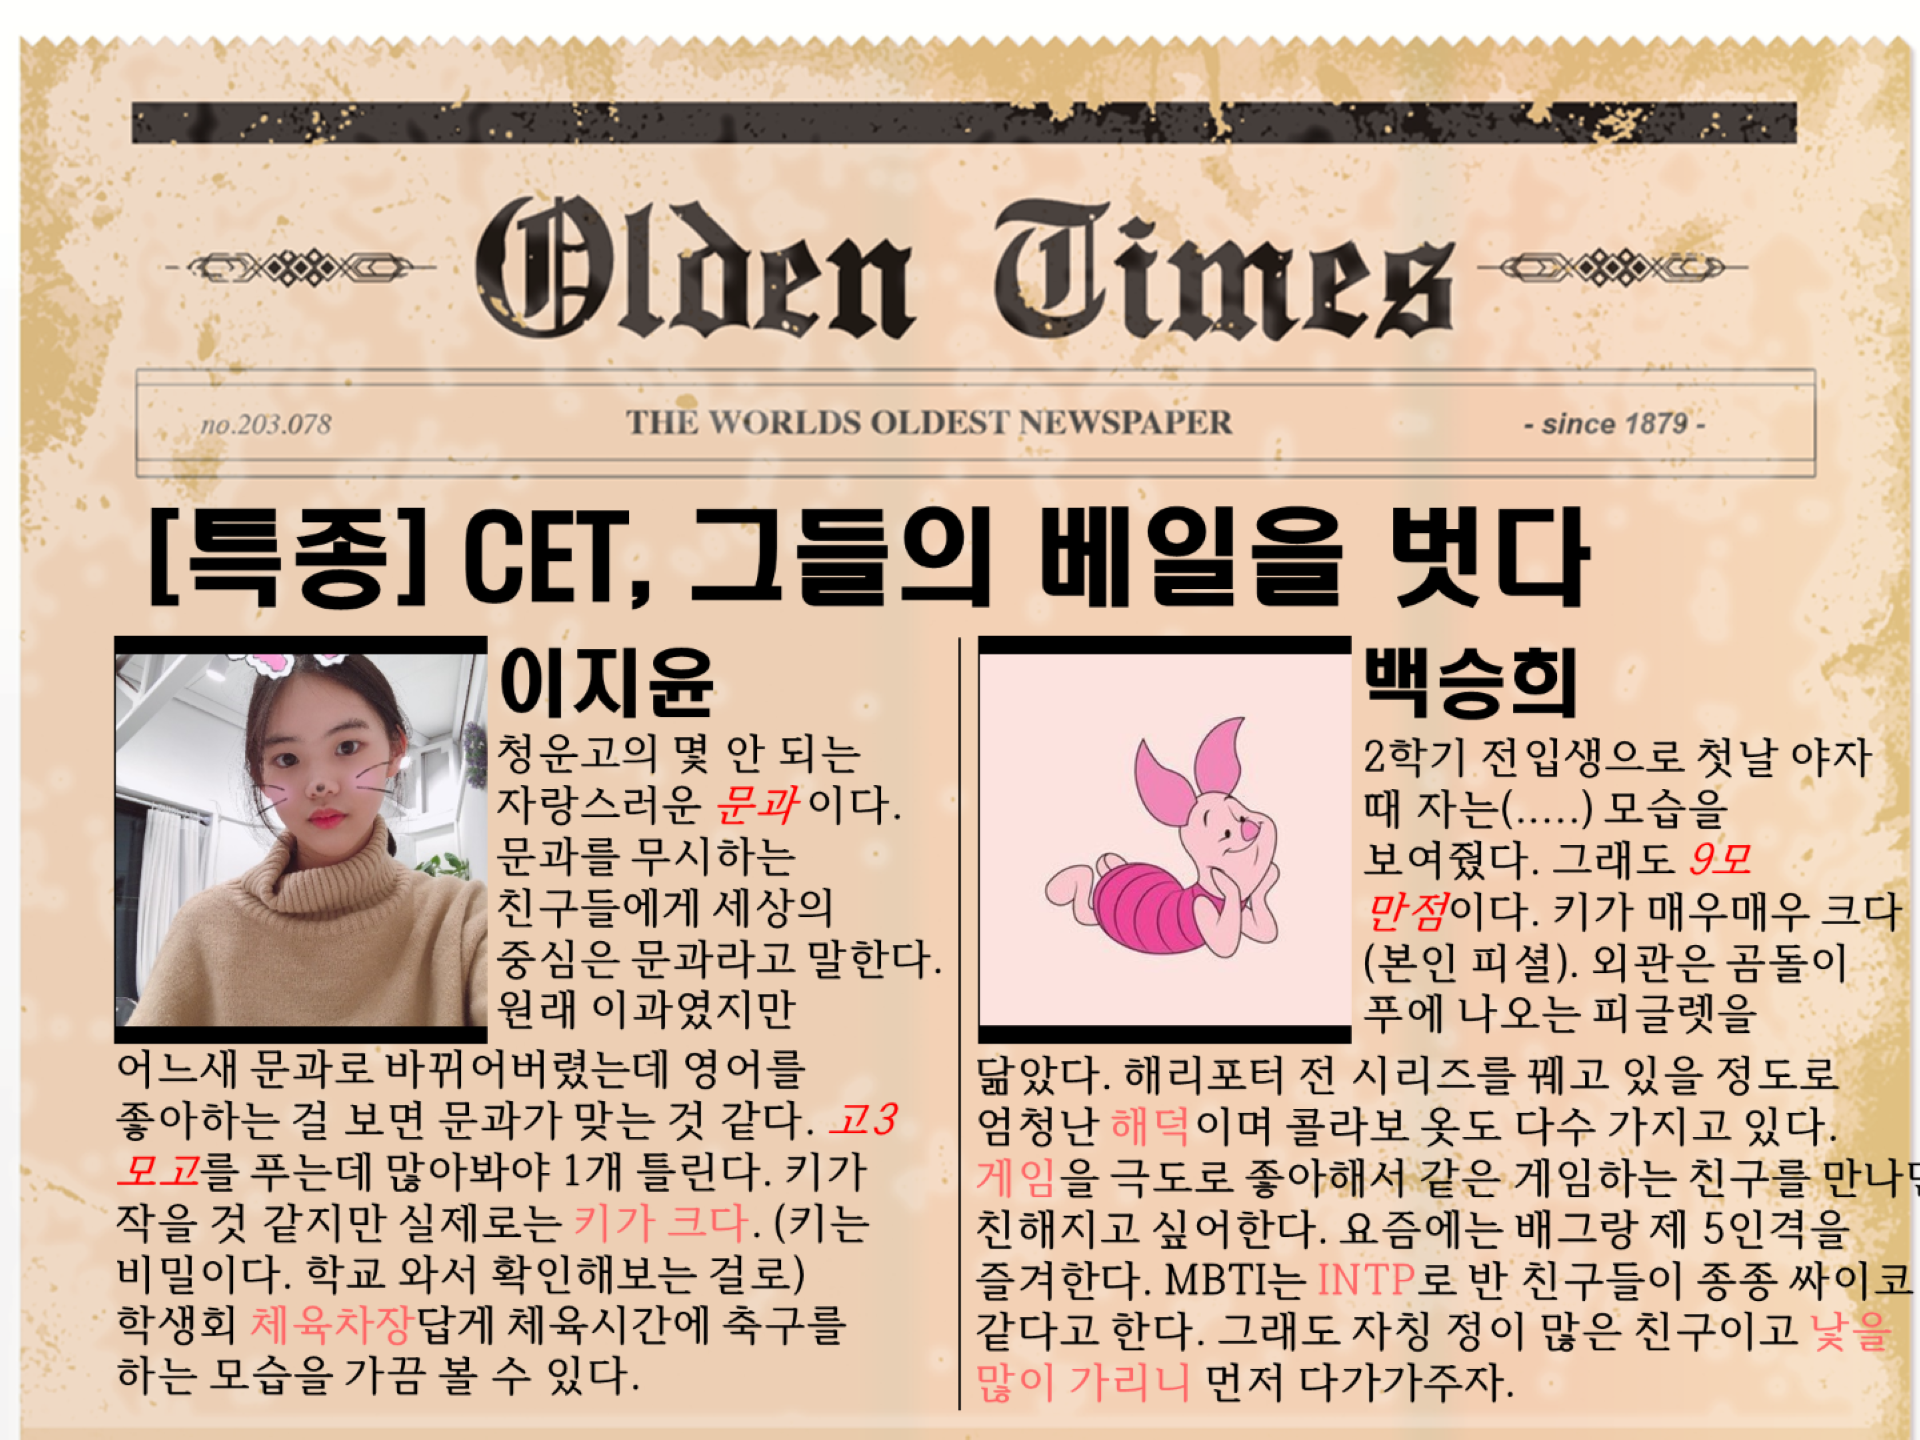 Olden Times
no.203.078
THE WORLDS OLDEST NEWSPAPER
- since 1879 -
[특종] CET, 그들의 베일을 벗다
이지윤
청운고의 몇 안 되는
자랑스러운 문과이다.
문과를 무시하는
친구들에게 세상의
중심은 문과라고 말한다.
원래 이과였지만
어느새 문과로 바뀌어버렸는데 영어를
좋아하는 걸 보면 문과가 맞는 것 같다. 고3
모고를 푸는데 많아봐야 1개 틀린다. 키가
작을 것 같지만 실제로는 키가 크다. (키는
비밀이다. 학교 와서 확인해보는 걸로)
학생회 체육차장답게 체육시간에 축구를
하는 모습을 가끔 볼 수 있다.
백승희
2학기 전입생으로 첫날 야자
때 자는(.....) 모습을
보여줬다. 그래도 9모
만점이다. 키가 매우매우 크다
(본인 피셜). 외관은 곰돌이
푸에 나오는 피글렛을
닮았다. 해리포터 전 시리즈를 꿰고 있을 정도로
엄청난 해덕이며 콜라보 옷도 다수 가지고 있다.
게임을 극도로 좋아해서 같은 게임하는 친구를
친해지고 싶어한다. 요즘에는 배그랑 제 5인격을
즐겨한다. MBTI는 INTP로 반 친구들이 종종 싸이코
같다고 한다. 그래도 자칭 정이 많은 친구이고 낯을
많이 가리니 먼저 다가가주자.